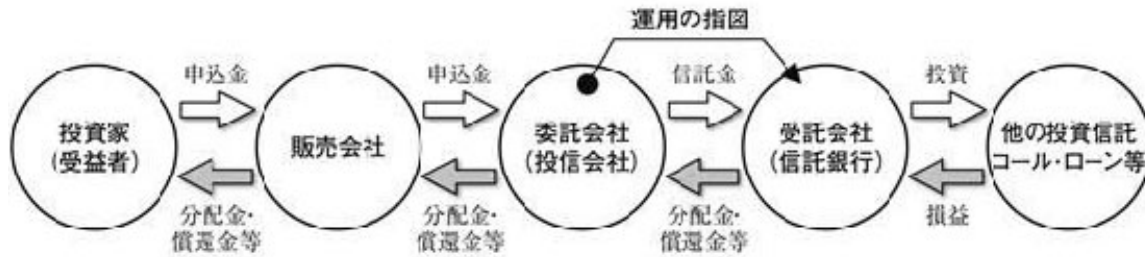 運用の指図
申込金
申込金
信託金
投資
投資家
(受益者)
販売会社
委託会社
(投信会社)
受託会社
(信託銀行)
他の投資信託
コール・ローン等
分配金・
償還金等
分配金・
償還金等
分配金・
償還金等
損益